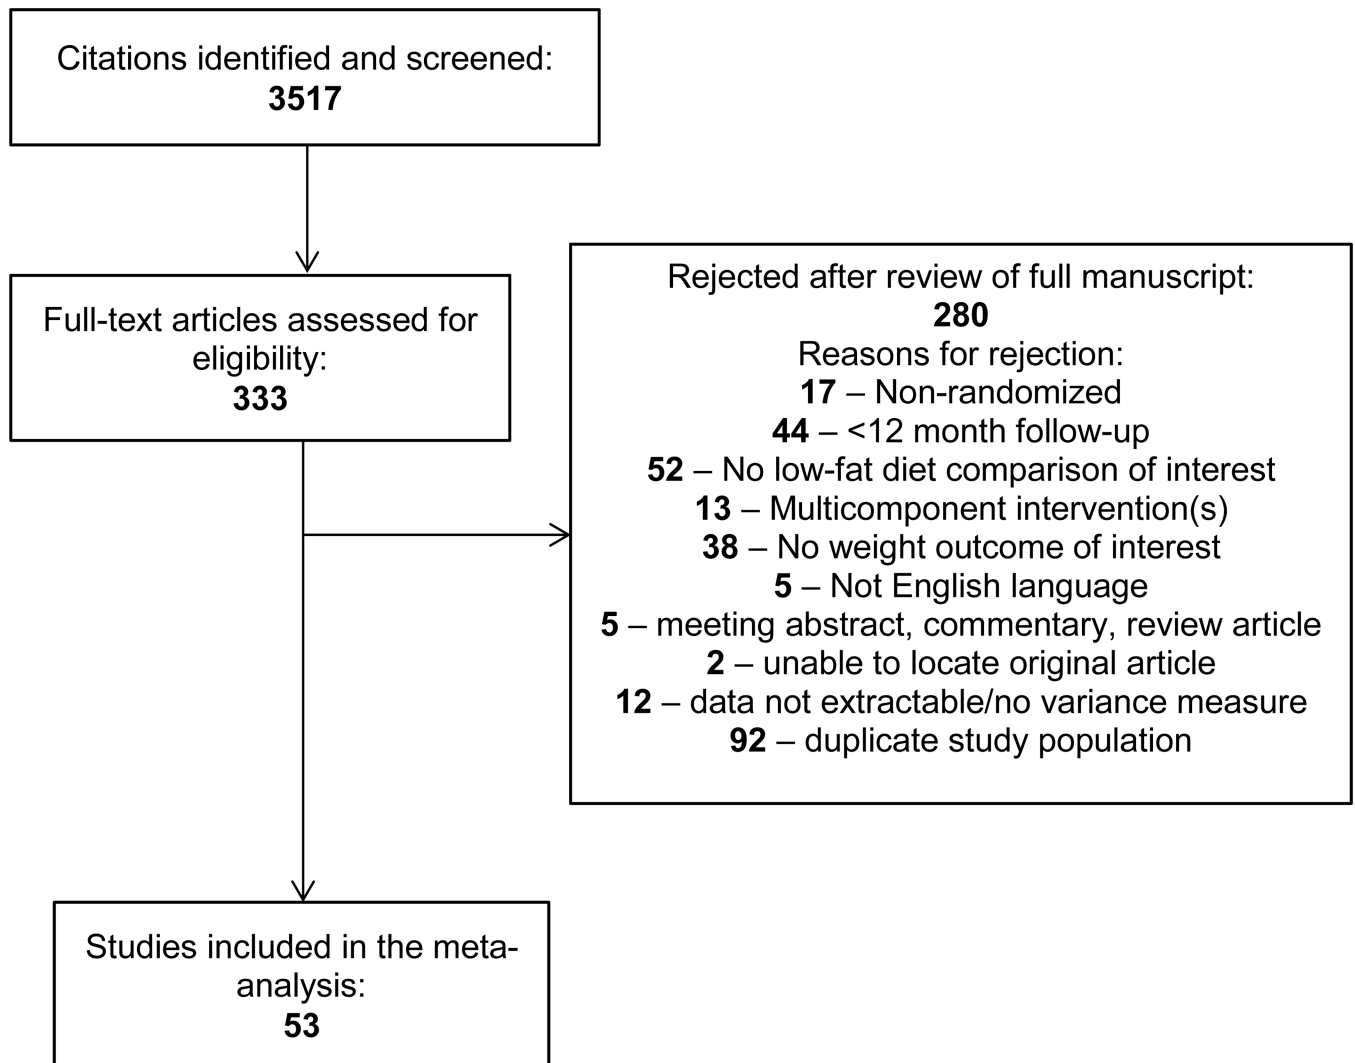 Citations identified and screened:
3517
Full-text articles assessed for
eligibility:
333
Rejected after review of full manuscript:
280
Reasons for rejection:
17 – Non-randomized
44 – <12 month follow-up
52 – No low-fat diet comparison of interest
13 – Multicomponent intervention(s)
38 – No weight outcome of interest
5 – Not English language
5 – meeting abstract, commentary, review article
2 – unable to locate original article
12 – data not extractable/no variance measure
92 – duplicate study population
Studies included in the meta-
analysis:
53